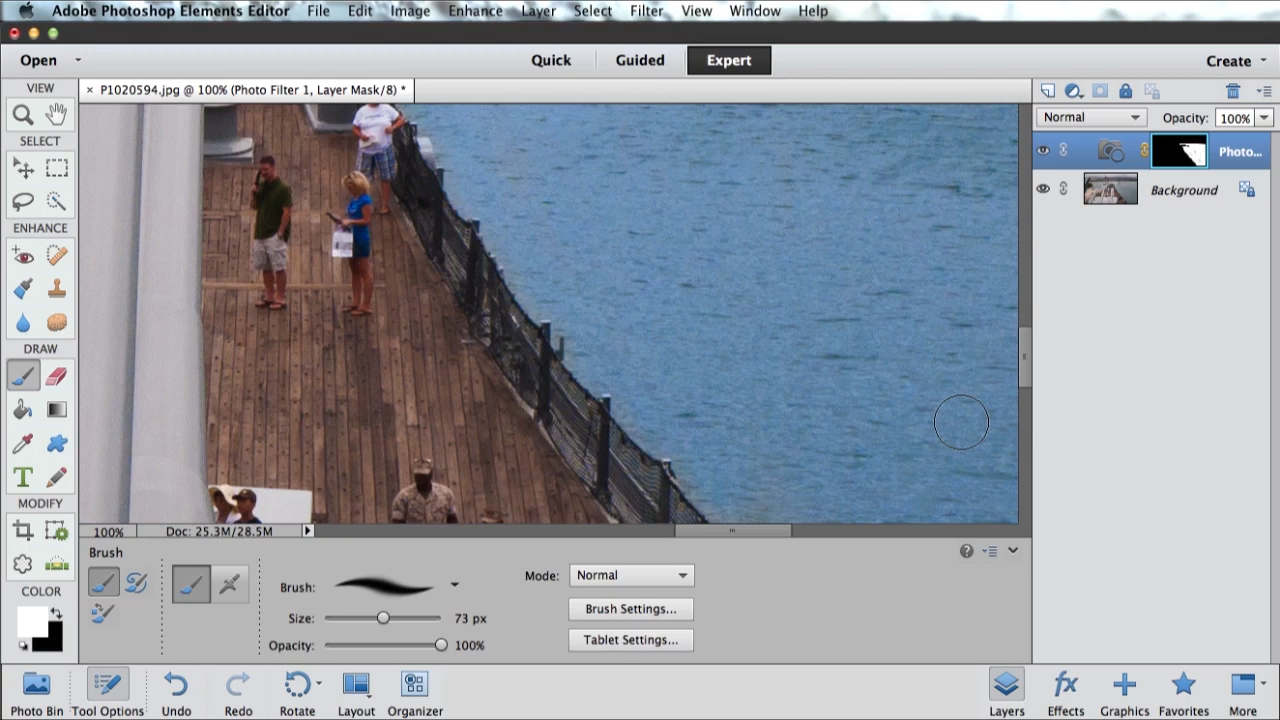 Adobe Photoshop Elements Editor File Edit Image Enhance Layer Select Filter View Window Help
Open Quick Guided Expert Create
VIEW
× P1020594.jpg @ 100% (Photo Filter 1, Layer Mask/8) *
Normal Opacity: 100%
SELECT
Photo...
Background
ENHANCE
DRAW
T
MODIFY
100% Doc: 25.3M/28.5M
Brush
COLOR
Brush:
Mode: Normal
Size: 73 px
Brush Settings...
Opacity: 100%
Tablet Settings...
Photo Bin Tool Options Undo Redo Rotate Layout Organizer Layers fx Effects Graphics Favorites More